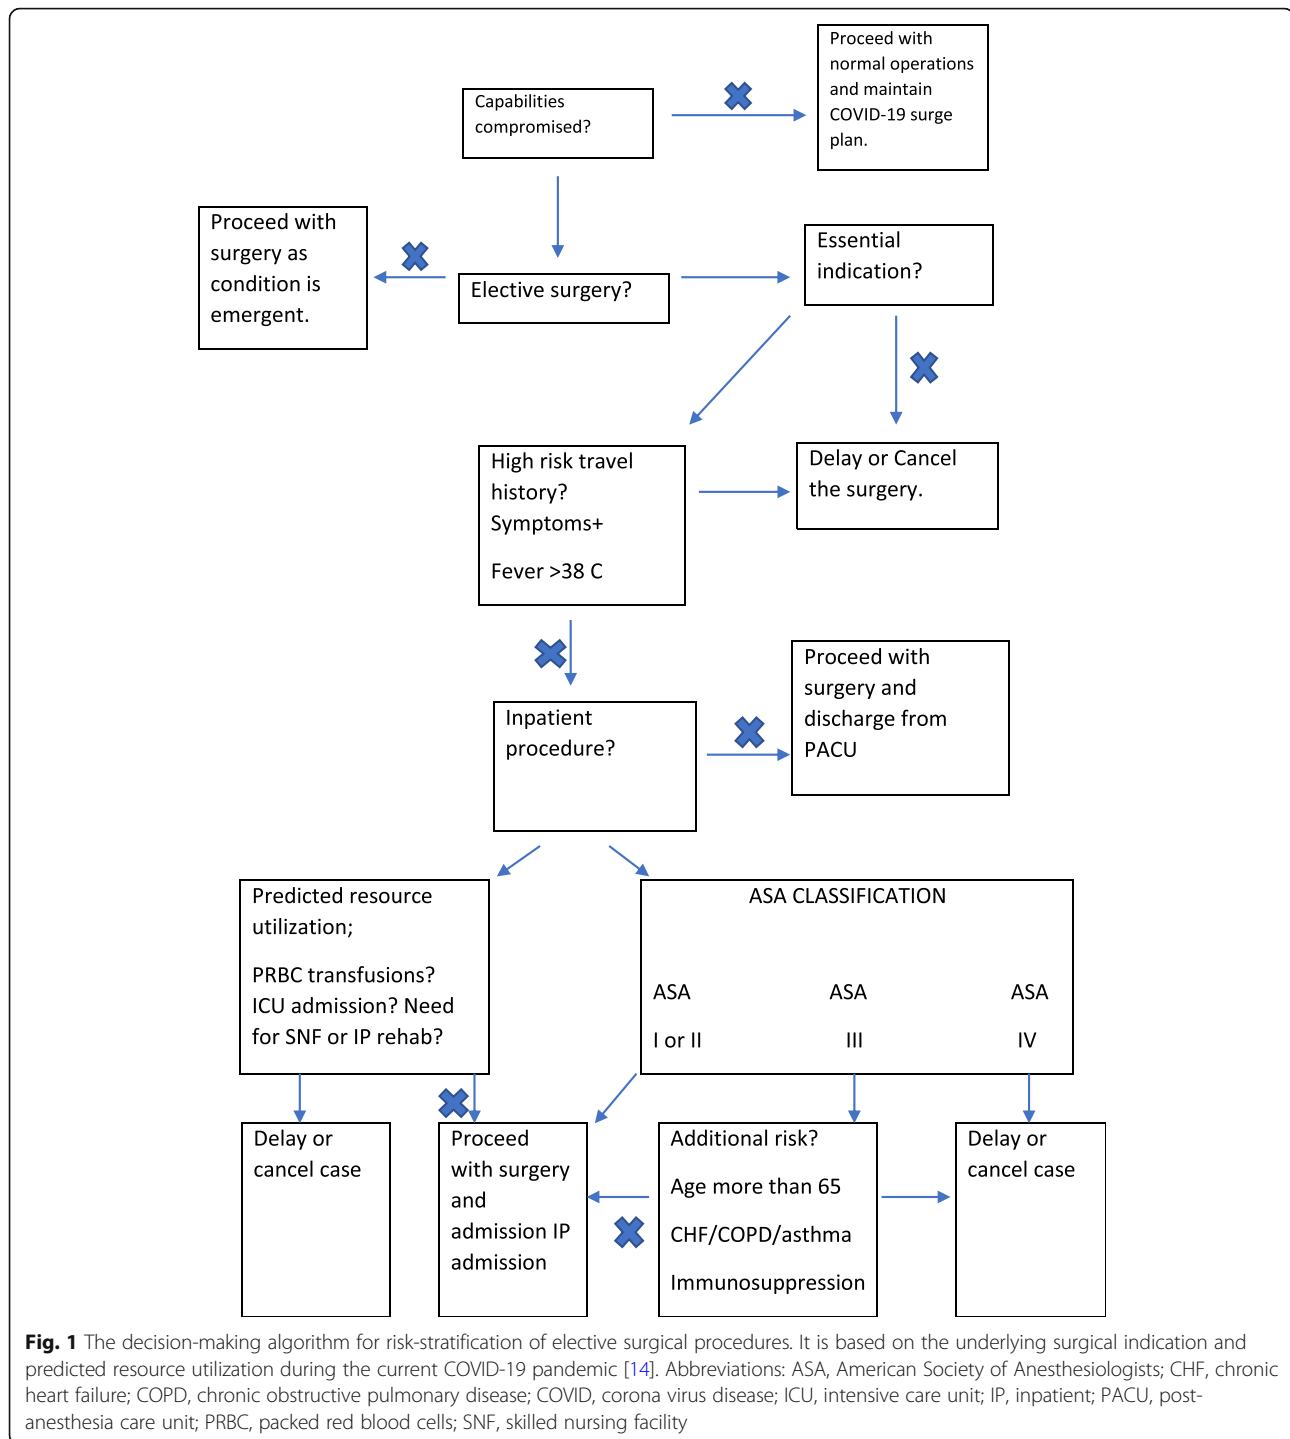 Proceed with
normal operations
and maintain
COVID-19 surge
plan.
Capabilities
compromised?
Proceed with
surgery as
condition is
emergent.
Elective surgery?
Essential
indication?
High risk travel
history?
Symptoms+
Fever >38 C
Delay or Cancel
the surgery.
Inpatient
procedure?
Proceed with
surgery and
discharge from
PACU
Predicted resource
utilization;
PRBC transfusions?
ICU admission? Need
for SNF or IP rehab?
ASA CLASSIFICATION
ASA
I or II
ASA
III
ASA
IV
Delay or
cancel case
Proceed
with surgery
and
admission IP
admission
Additional risk?
Age more than 65
CHF/COPD/asthma
Immunosuppression
Delay or
cancel case
Fig. 1 The decision-making algorithm for risk-stratification of elective surgical procedures. It is based on the underlying surgical indication and
predicted resource utilization during the current COVID-19 pandemic [14]. Abbreviations: ASA, American Society of Anesthesiologists; CHF, chronic
heart failure; COPD, chronic obstructive pulmonary disease; COVID, corona virus disease; ICU, intensive care unit; IP, inpatient; PACU, post-
anesthesia care unit; PRBC, packed red blood cells; SNF, skilled nursing facility